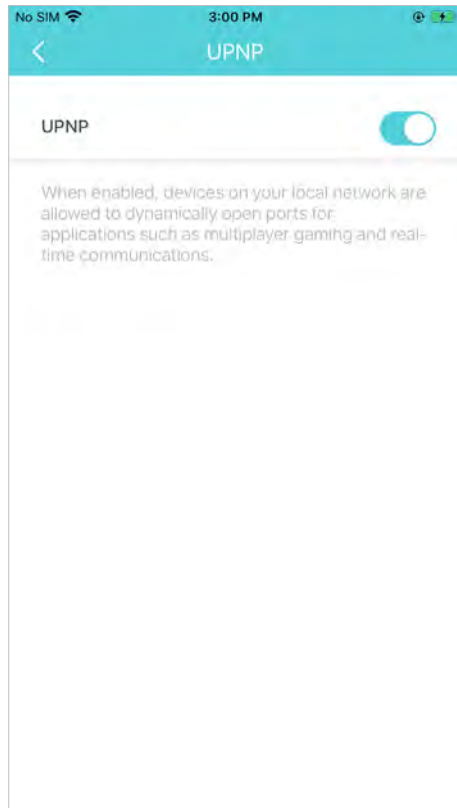 No SIM 3:00 PM
UPNP
UPNP
When enabled, devices on your local network are
allowed to dynamically open ports for
applications such as multiplayer gaming and real-
time communications.